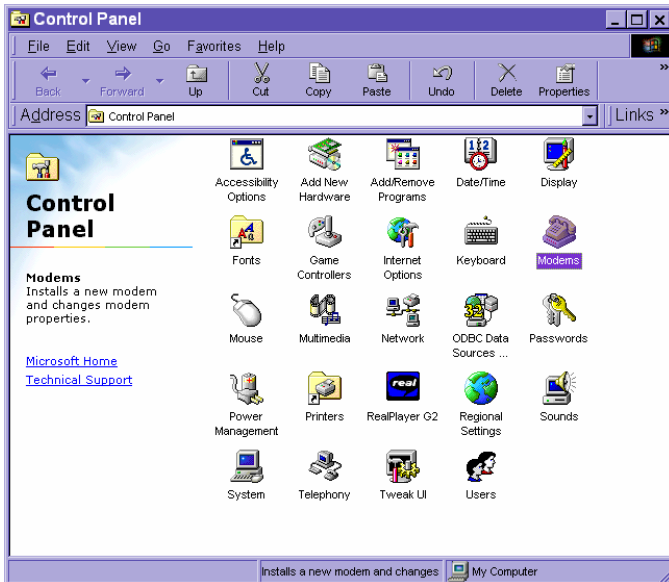 Control Panel
File Edit View Go Favorites Help
Back Forward Up Cut Copy Paste Undo Delete Properties »
Address Control Panel Links »
Control
Panel
Modems
Installs a new modem
and changes modem
properties.
Microsoft Home
Technical Support
Accessibility
Options
Add New
Hardware
Add/Remove
Programs
Date/Time
Display
Fonts
Game
Controllers
Internet
Options
Keyboard
Modems
Mouse
Multimedia
Network
ODBC Data
Sources ...
Passwords
Power
Management
Printers
real
RealPlayer G2
Regional
Settings
Sounds
System
Telephony
Tweak UI
Users
Installs a new modem and changes My Computer